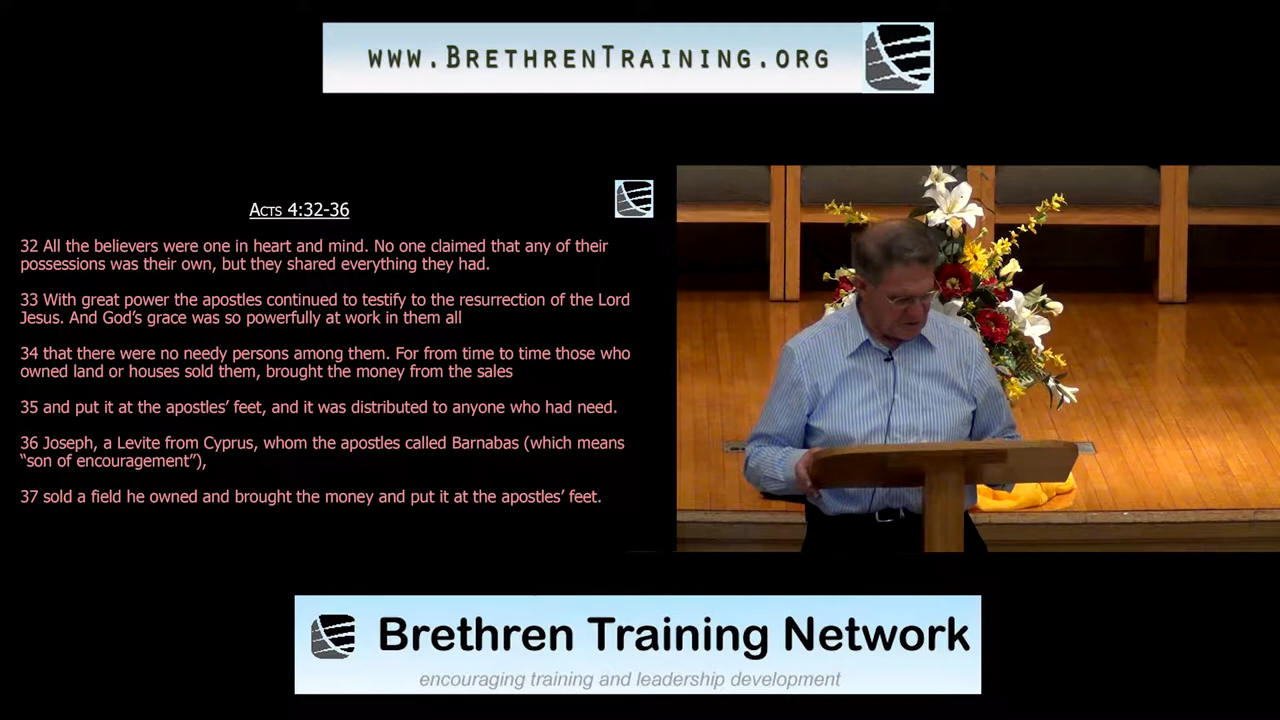 www.BrethrenTraining.org
Acts 4:32-36
32 All the believers were one in heart and mind. No one claimed that any of their
possessions was their own, but they shared everything they had.
33 With great power the apostles continued to testify to the resurrection of the Lord
Jesus. And God’s grace was so powerfully at work in them all
34 that there were no needy persons among them. For from time to time those who
owned land or houses sold them, brought the money from the sales
35 and put it at the apostles’ feet, and it was distributed to anyone who had need.
36 Joseph, a Levite from Cyprus, whom the apostles called Barnabas (which means
“son of encouragement”),
37 sold a field he owned and brought the money and put it at the apostles’ feet.
Brethren Training Network
encouraging training and leadership development